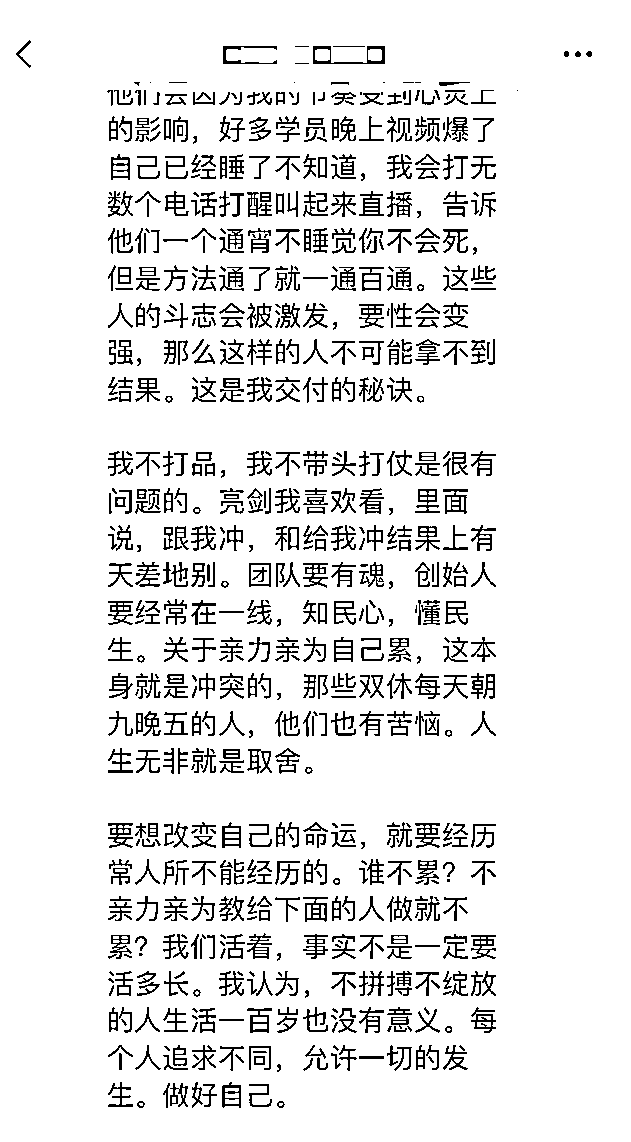 他们会因为我的节奏受到心灵上
的影响，好多学员晚上视频爆了
自己已经睡了不知道，我会打无
数个电话打醒叫起来直播，告诉
他们一个通宵不睡觉你不会死，
但是方法通了就一通百通。这些
人的斗志会被激发，要性会变
强，那么这样的人不可能拿不到
结果。这是我交付的秘诀。
我不打品，我不带头打仗是很有
问题的。亮剑我喜欢看，里面
说，跟我冲，和给我冲结果上有
天差地别。团队要有魂，创始人
要经常在一线，知民心，懂民
生。关于亲力亲为自己累，这本
身就是冲突的，那些双休每天朝
九晚五的人，他们也有苦恼。人
生无非就是取舍。
要想改变自己的命运，就要经历
常人所不能经历的。谁不累？不
亲力亲为教给下面的人做就不
累？我们活着，事实不是一定要
活多长。我认为，不拼搏不绽放
的人生活一百岁也没有意义。每
个人追求不同，允许一切的发
生。做好自己。